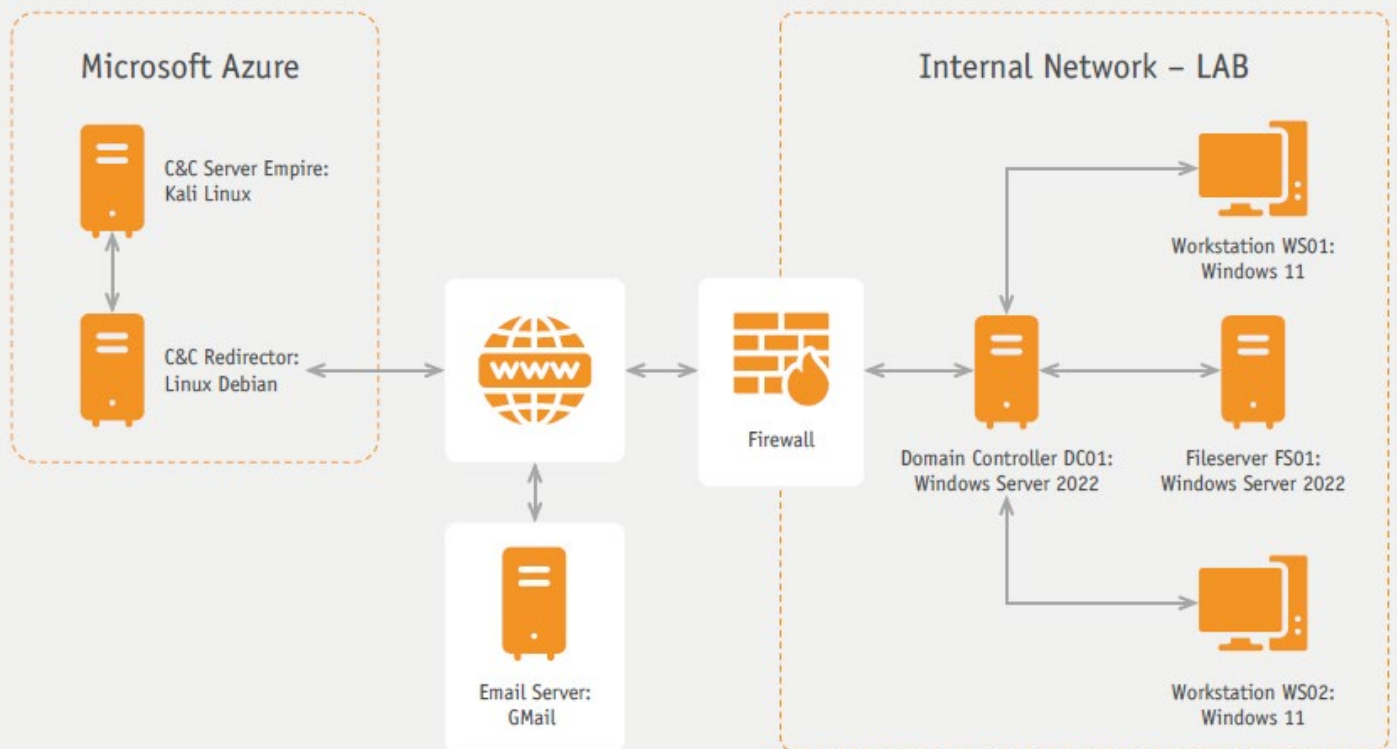 Microsoft Azure
C&C Server Empire:
Kali Linux
C&C Redirector:
Linux Debian
www
Email Server:
GMail
Firewall
Internal Network – LAB
Workstation WS01:
Windows 11
Domain Controller DC01:
Windows Server 2022
Fileserver FS01:
Windows Server 2022
Workstation WS02:
Windows 11